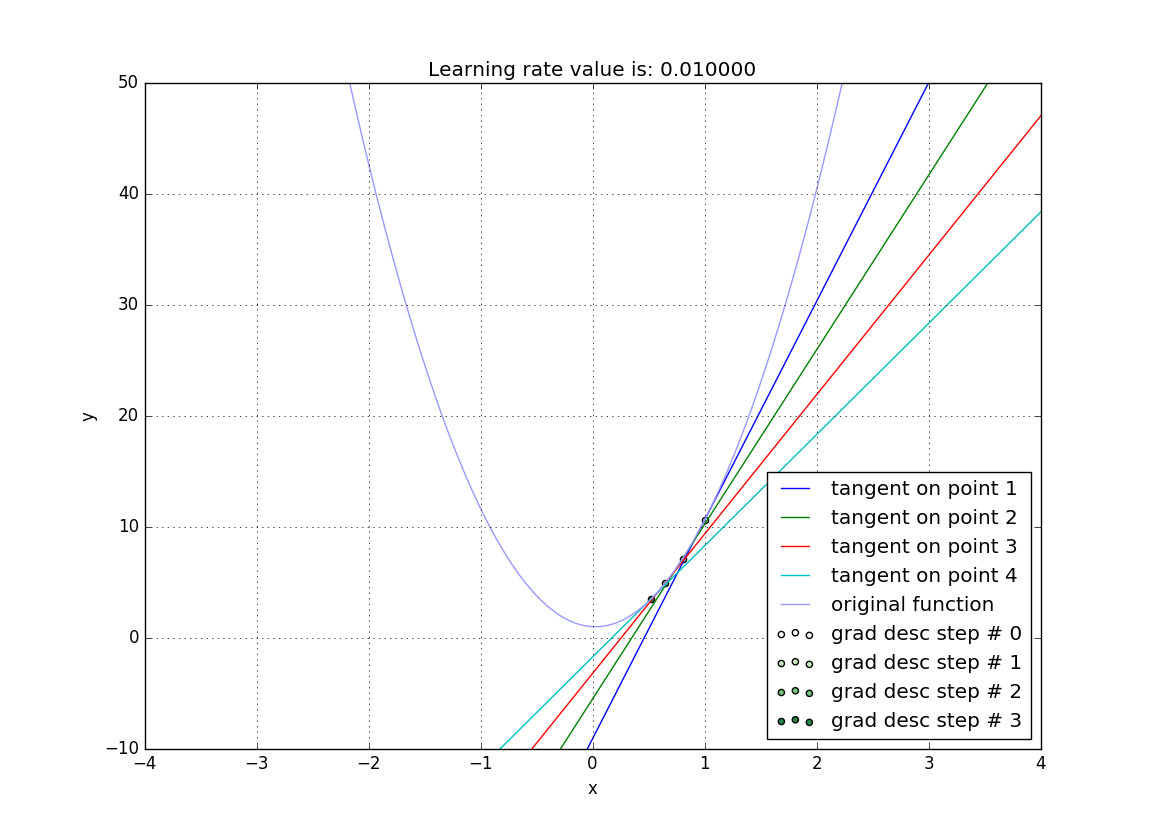 Learning rate value is: 0.010000
50
40
30
20
10
0
−10
y
−4 −3 −2 −1 0 1 2 3 4
x
tangent on point 1
tangent on point 2
tangent on point 3
tangent on point 4
original function
grad desc step # 0
grad desc step # 1
grad desc step # 2
grad desc step # 3